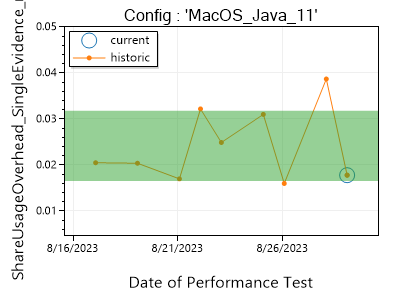 Config : 'MacOS_Java_11'
ShareUsageOverhead_SingleEvidence_
current
historic
0.05
0.04
0.03
0.02
0.01
8/16/2023
8/21/2023
8/26/2023
Date of Performance Test